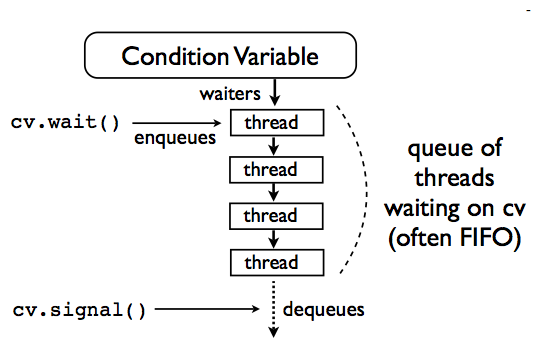 Condition Variable
waiters
cv.wait()
enqueues
thread
thread
thread
thread
queue of
threads
waiting on cv
(often FIFO)
cv.signal()
dequeues